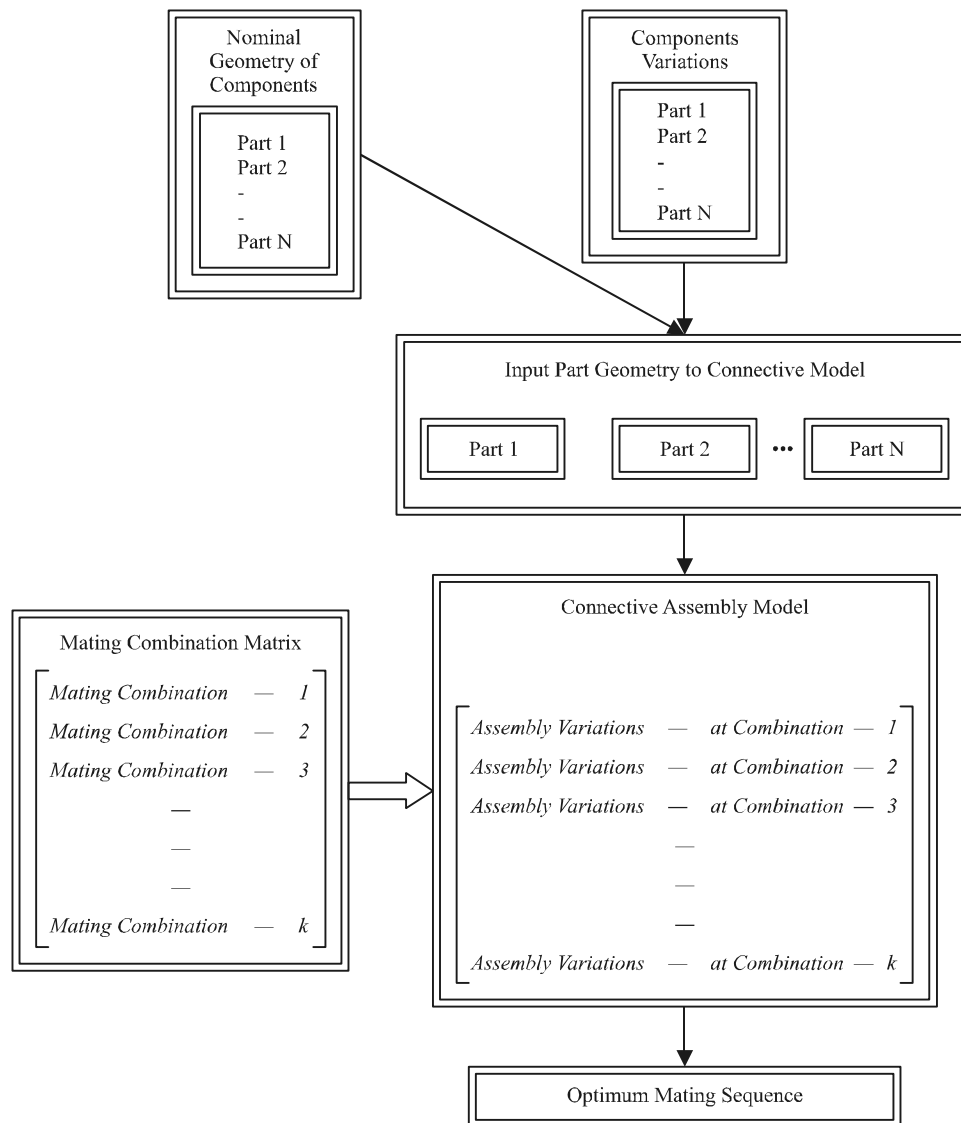 Nominal
Geometry of
Components
Part 1
Part 2
-
-
Part N
Components
Variations
Part 1
Part 2
-
-
Part N
Input Part Geometry to Connective Model
Part 1
Part 2
...
Part N
Mating Combination Matrix
Mating Combination — 1
Mating Combination — 2
Mating Combination — 3
—
—
—
Mating Combination — k
Connective Assembly Model
Assembly Variations — at Combination — 1
Assembly Variations — at Combination — 2
Assembly Variations — at Combination — 3
—
—
—
Assembly Variations — at Combination — k
Optimum Mating Sequence